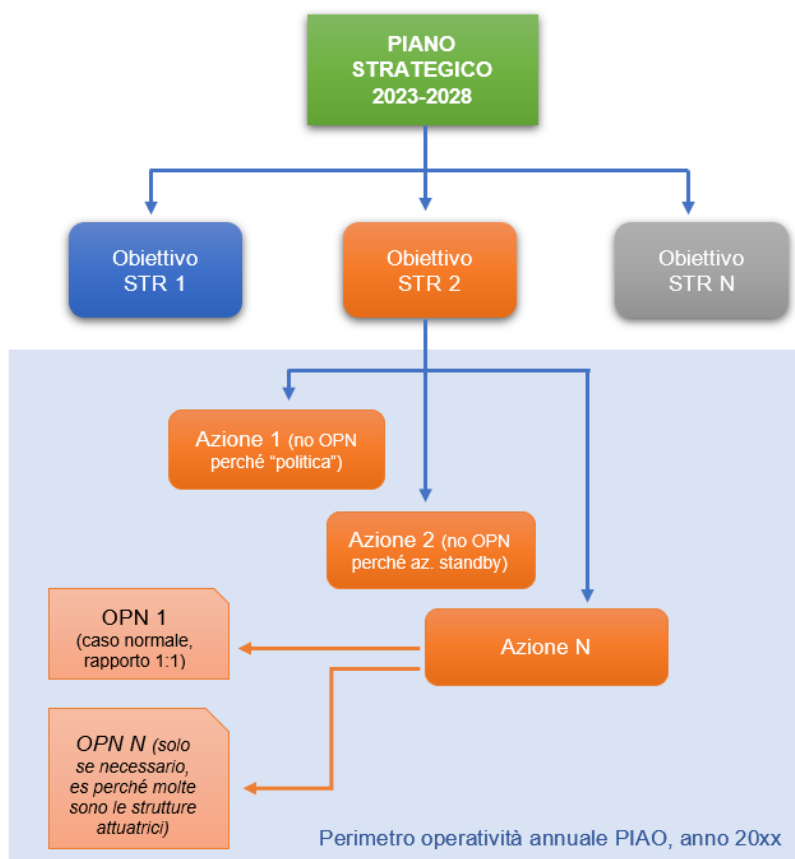 PIANO
STRATEGICO
2023-2028
Obiettivo
STR 1
Obiettivo
STR 2
Obiettivo
STR N
Azione 1 (no OPN
perché “politica”)
Azione 2 (no OPN
perché az. standby)
OPN 1
(caso normale,
rapporto 1:1)
Azione N
OPN N (solo
se necessario,
es perché molte
sono le strutture
attuatrici)
Perimetro operatività annuale PIAO, anno 20xx